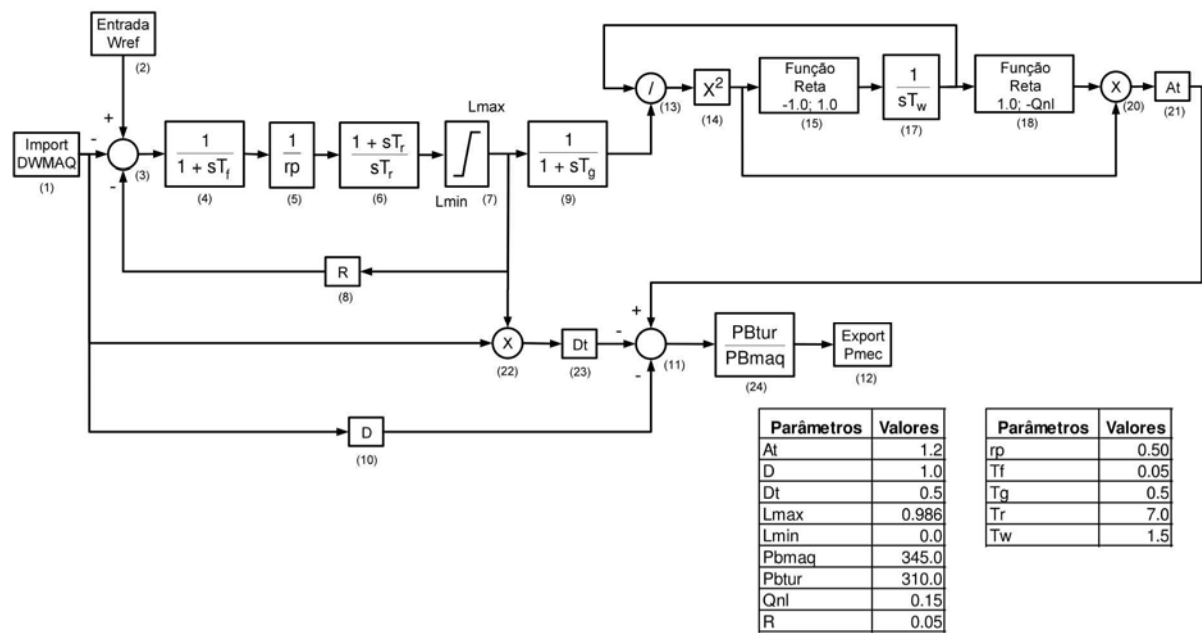 Entrada
Wref
(2)
+
-
Import
DWMAQ
(1)
(3)
-
1
1 + sTf
(4)
1
rp
(5)
1 + sTr
sTr
(6)
Lmax
Lmin
(7)
1
1 + sTg
(9)
/
(13)
X²
(14)
Função
Reta
-1.0; 1.0
(15)
1
sTw
(17)
Função
Reta
1.0; -Qnl
(18)
X
(20)
At
(21)
R
(8)
X
(22)
Dt
(23)
+
-
-
(11)
PBtur
PBmaq
(24)
Export
Pmec
(12)
D
(10)
Parâmetros Valores
At 1.2
D 1.0
Dt 0.5
Lmax 0.986
Lmin 0.0
Pbmaq 345.0
Pbtur 310.0
Qnl 0.15
R 0.05
Parâmetros Valores
rp 0.50
Tf 0.05
Tg 0.5
Tr 7.0
Tw 1.5